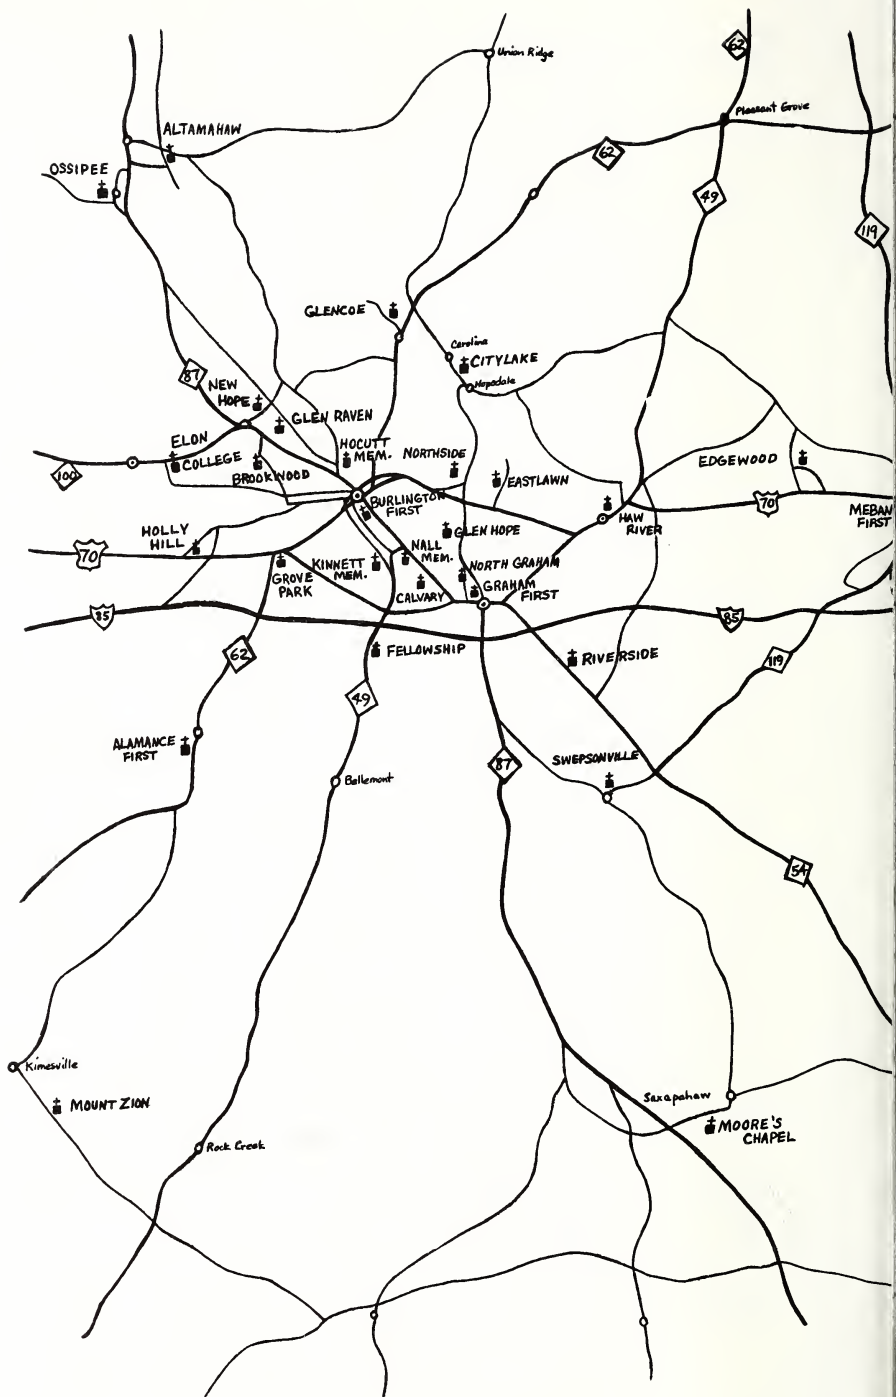 62
Union Ridge
Pleasant Grove
ALTAMAHAW
62
OSSIPEE
49
119
GLENCOE
Carolina
CITY LAKE
Hopedale
87
NEW
HOPE
GLEN RAVEN
ELON
COLLEGE
HOCUTT
MEM.
NORTHSIDE
EDGEWOOD
100
BROOKWOOD
EASTLAWN
BURLINGTON
FIRST
70
HAW
RIVER
MEBAN
FIRST
HOLLY
HILL
GLEN HOPE
70
NALL
MEM.
KINNETT
MEM.
NORTH GRAHAM
GROVE
PARK
CALVARY
GRAHAM
FIRST
85
85
62
FELLOWSHIP
RIVERSIDE
119
49
ALAMANCE
FIRST
SWEPSONVILLE
87
Bellemont
54
Kimesville
MOUNT ZION
Saxapahaw
MOORE'S
CHAPEL
Rock Creek